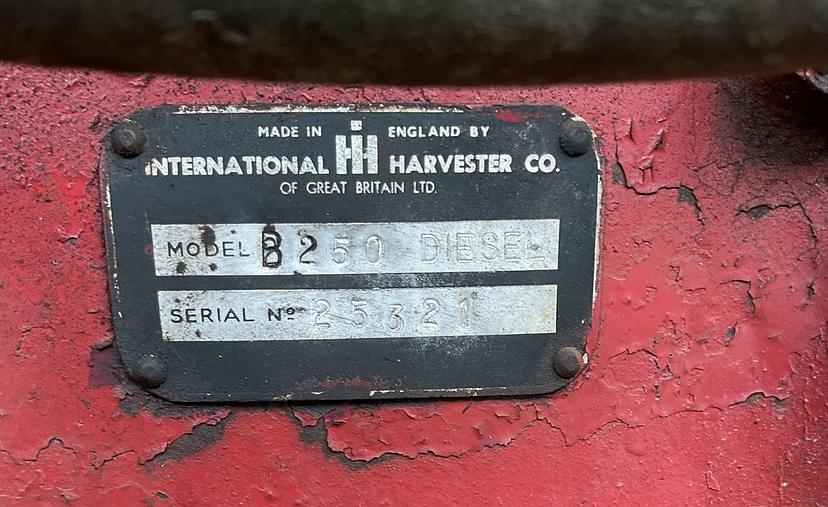 MADE IN IH ENGLAND BY
INTERNATIONAL HARVESTER CO.
OF GREAT BRITAIN LTD.
MODEL B250 DIESEL
SERIAL Nº 25321